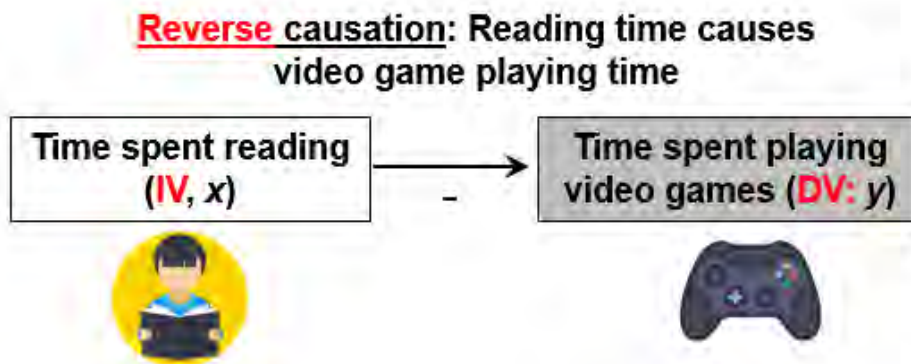 Reverse causation: Reading time causes
video game playing time
Time spent reading
(IV, x)
-
Time spent playing
video games (DV: y)